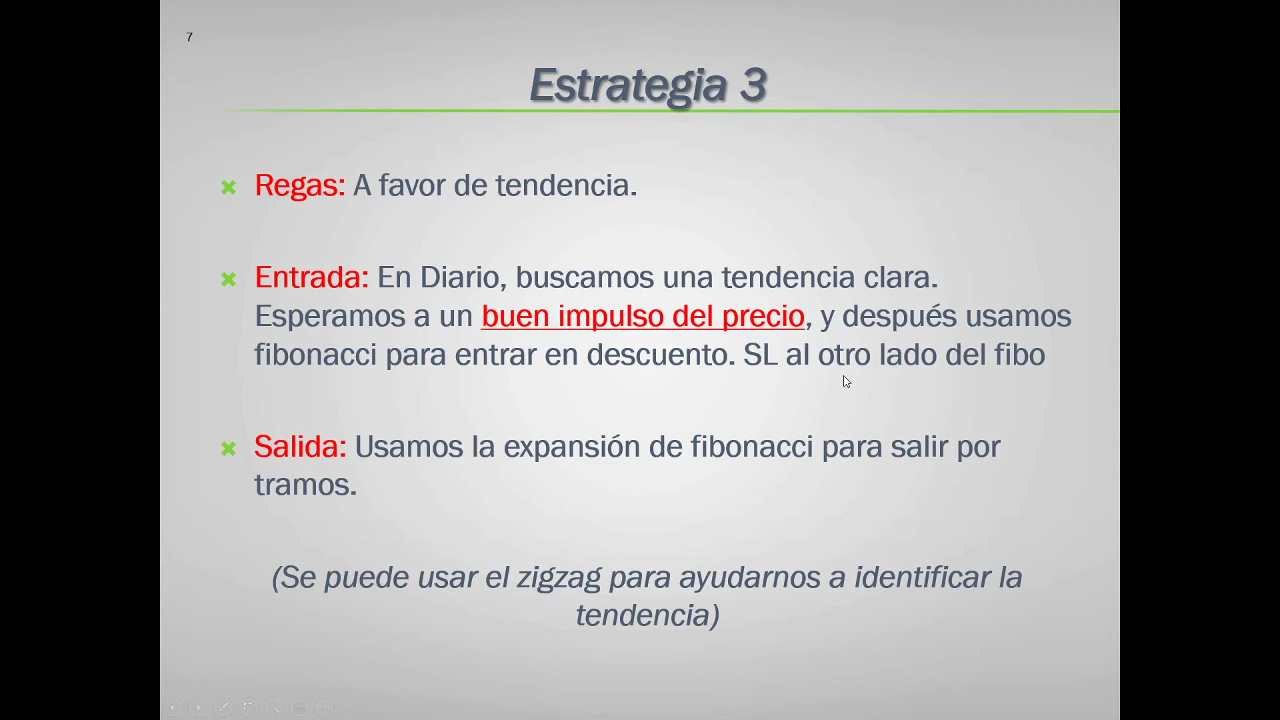 7
Estrategia 3
Regas: A favor de tendencia.
Entrada: En Diario, buscamos una tendencia clara.
Esperamos a un buen impulso del precio, y después usamos
fibonacci para entrar en descuento. SL al otro lado del fibo
Salida: Usamos la expansión de fibonacci para salir por
tramos.
(Se puede usar el zigzag para ayudarnos a identificar la
tendencia)